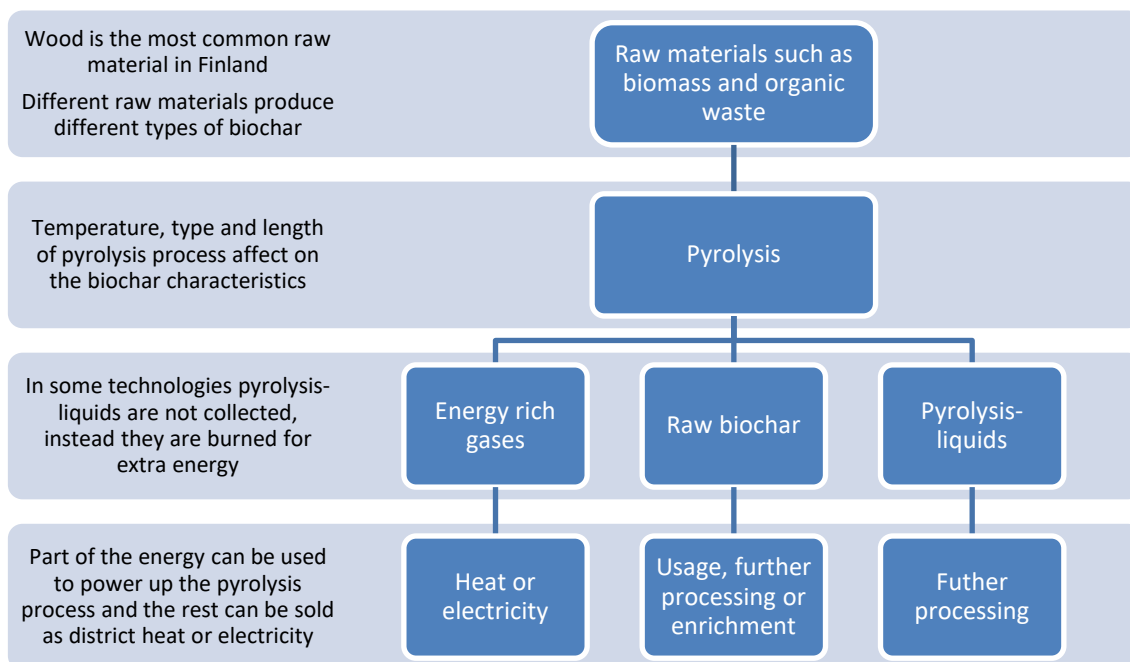 Wood is the most common raw
material in Finland
Different raw materials produce
different types of biochar
Raw materials such as
biomass and organic
waste
Temperature, type and length
of pyrolysis process affect on
the biochar characteristics
Pyrolysis
In some technologies pyrolysis-
liquids are not collected,
instead they are burned for
extra energy
Energy rich
gases
Raw biochar
Pyrolysis-
liquids
Part of the energy can be used
to power up the pyrolysis
process and the rest can be sold
as district heat or electricity
Heat or
electricity
Usage, further
processing or
enrichment
Futher
processing